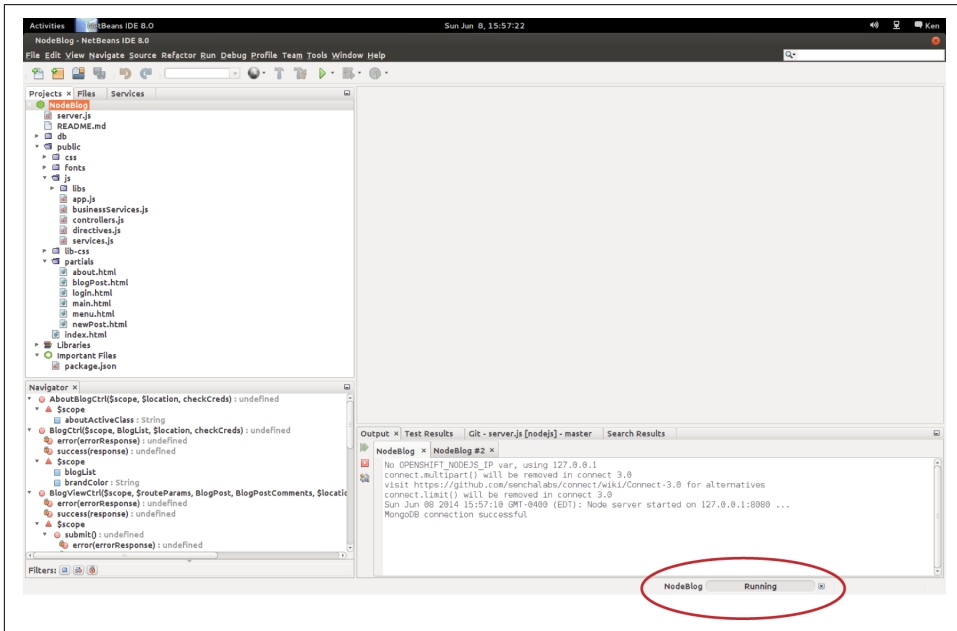 Activities NetBeans IDE 8.0 Sun Jun 8, 15:57:22 Ken
NodeBlog - NetBeans IDE 8.0
File Edit View Navigate Source Refactor Run Debug Profile Team Tools Window Help
Projects × Files Services
NodeBlog
server.js
README.md
db
public
css
fonts
js
libs
app.js
businessServices.js
controllers.js
directives.js
services.js
lib-css
partials
about.html
blogPost.html
login.html
main.html
menu.html
newPost.html
index.html
Libraries
Important Files
package.json
Navigator ×
AboutBlogCtrl($scope, $location, checkCreds) : undefined
$scope
aboutActiveClass : String
BlogCtrl($scope, BlogList, $location, checkCreds) : undefined
error(errorResponse) : undefined
success(response) : undefined
$scope
blogList
brandColor : String
BlogViewCtrl($scope, $routeParams, BlogPost, BlogPostComments, $locatic
error(errorResponse) : undefined
success(response) : undefined
$scope
submit() : undefined
error(errorResponse) : undefined
Filters:
Output × Test Results Git - server.js [nodejs] - master Search Results
NodeBlog × NodeBlog #2 ×
No OPENSHIFT_NODEJS_IP var, using 127.0.0.1
connect.multipart() will be removed in connect 3.0
visit https://github.com/senchalabs/connect/wiki/Connect-3.0 for alternatives
connect.limit() will be removed in connect 3.0
Sun Jun 08 2014 15:57:10 GMT-0400 (EDT): Node server started on 127.0.0.1:8080 ...
MongoDB connection successful
NodeBlog Running